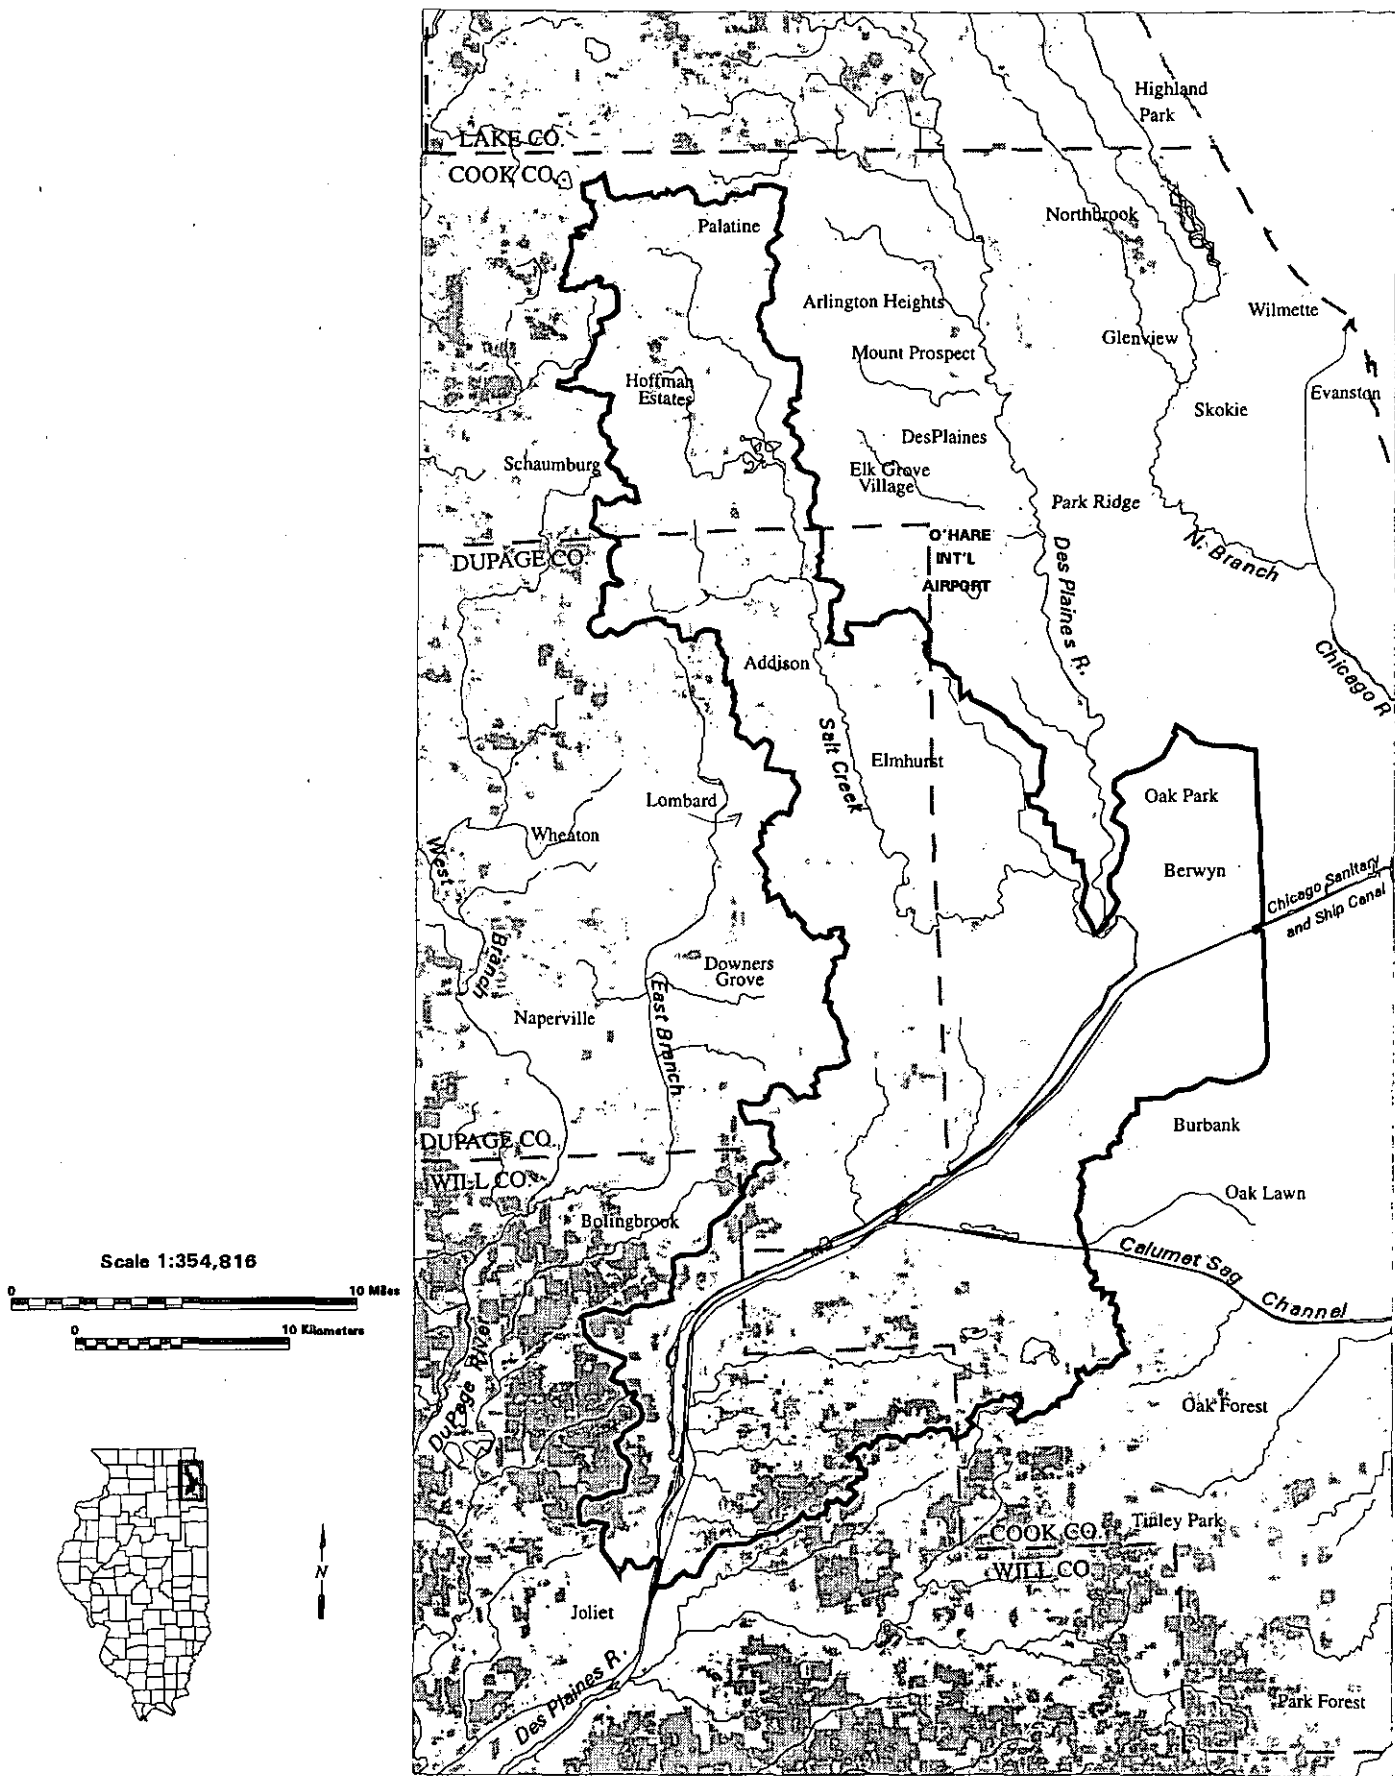 Highland
Park
LAKE CO.
COOK CO.
Palatine
Northbrook
Arlington Heights
Wilmette
Glenview
Mount Prospect
Hoffman
Estates
Evanston
Skokie
DesPlaines
Schaumburg
Elk Grove
Village
Park Ridge
O'HARE
INT'L
AIRPORT
DUPAGE CO.
N. Branch
Des Plaines R.
Chicago R
Addison
Salt Creek
Elmhurst
Oak Park
Lombard
Wheaton
West
Branch
Berwyn
Chicago Sanitary
and Ship Canal
Downers
Grove
East Branch
Naperville
Burbank
DUPAGE CO.
WILL CO.
Oak Lawn
Bolingbrook
Calumet Sag
Channel
Scale 1:354,816
0 10 Miles
0 10 Kilometers
DuPage River
Oak Forest
Tinley Park
COOK CO.
WILL CO.
N
Joliet
Des Plaines R.
Park Forest